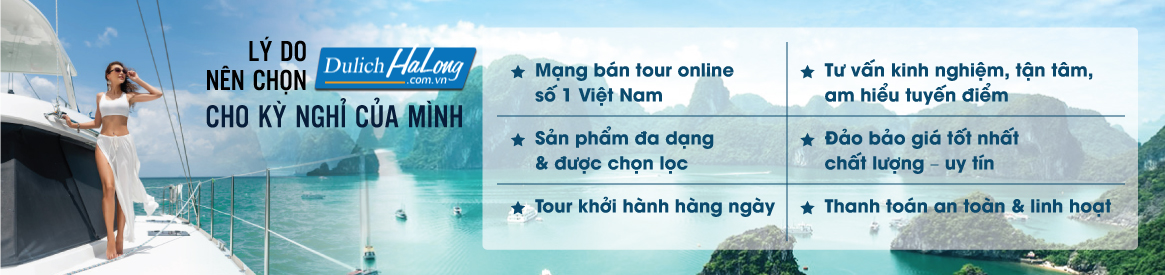 LÝ DO
NÊN CHỌN
DulichHaLong
.com.vn
CHO KỲ NGHỈ CỦA MÌNH
★ Mạng bán tour online
số 1 Việt Nam
★ Tư vấn kinh nghiệm, tận tâm,
am hiểu tuyến điểm
★ Sản phẩm đa dạng
& được chọn lọc
★ Đảo bảo giá tốt nhất
chất lượng – uy tín
★ Tour khởi hành hàng ngày
★ Thanh toán an toàn & linh hoạt